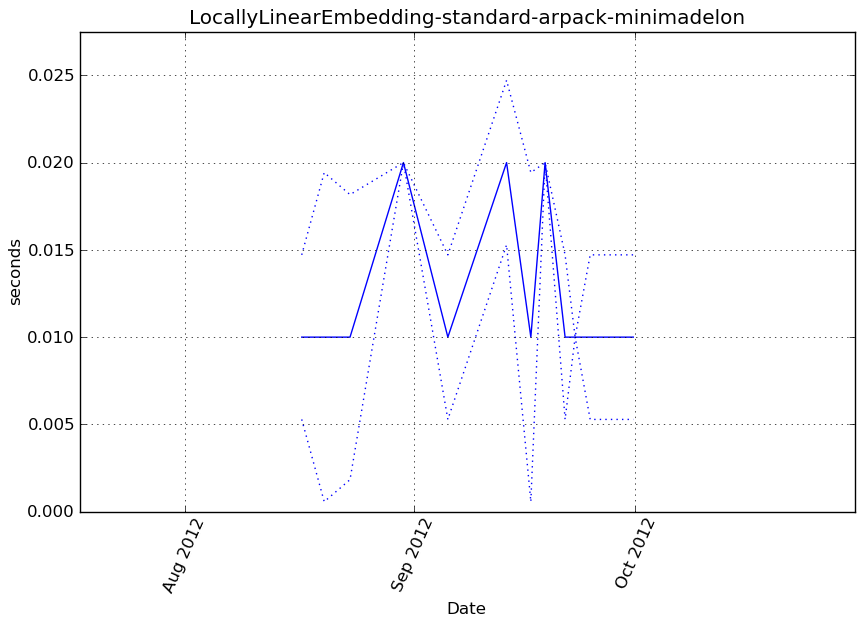 LocallyLinearEmbedding-standard-arpack-minimadelon
0.025
0.020
0.015
0.010
0.005
0.000
seconds
Aug 2012
Sep 2012
Oct 2012
Date